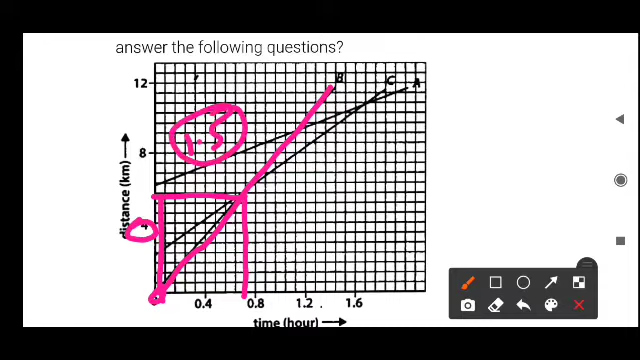 answer the following questions?
12
B
C
A
1.5
8
distance (km)
4
0.4 0.8 1.2 1.6
time (hour)